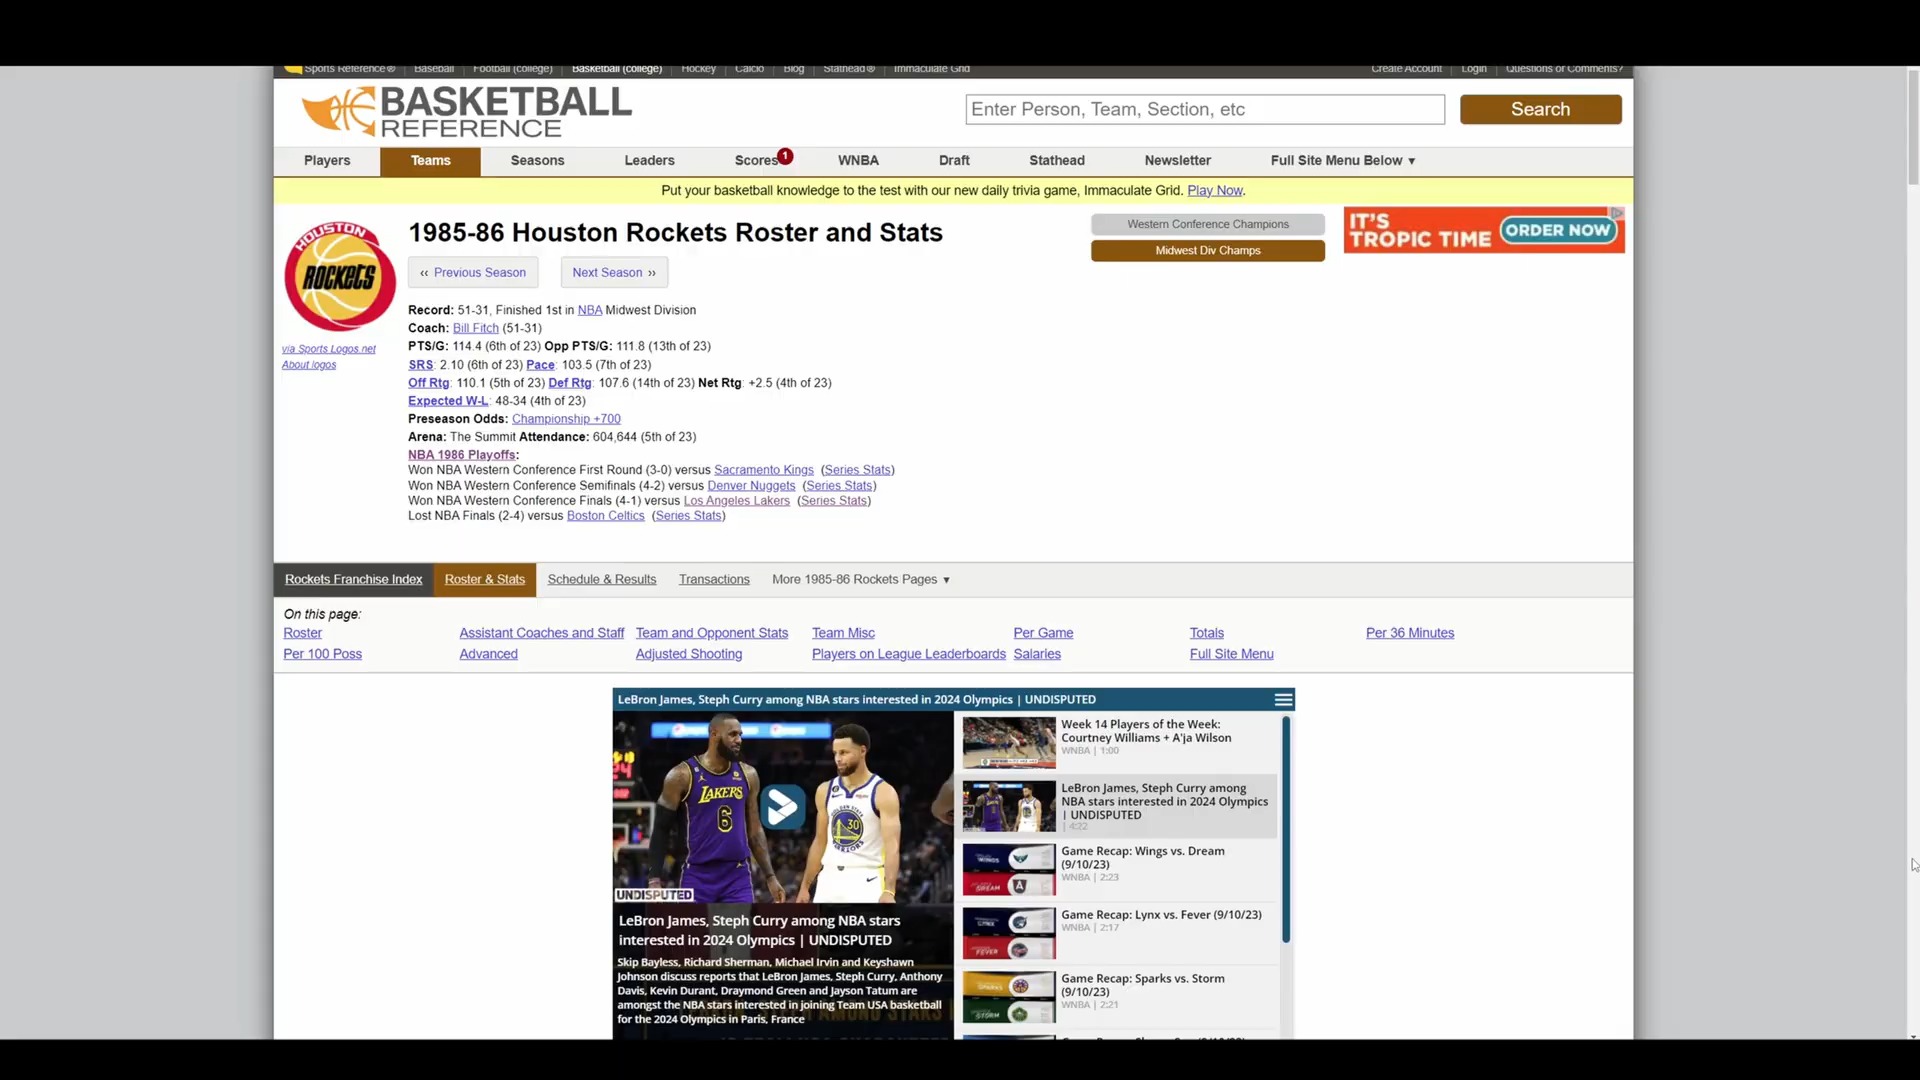 Sports Reference® Baseball Football (college) Basketball (college) Hockey Calcio Blog Stathead® Immaculate Grid Create Account Login Questions or Comments?
BASKETBALL
REFERENCE
Enter Person, Team, Section, etc
Search
Players Teams Seasons Leaders Scores 1 WNBA Draft Stathead Newsletter Full Site Menu Below ▼
Put your basketball knowledge to the test with our new daily trivia game, Immaculate Grid. Play Now.
HOUSTON
ROCKETS
via Sports Logos.net
About logos
1985-86 Houston Rockets Roster and Stats
‹‹ Previous Season Next Season ››
Western Conference Champions
Midwest Div Champs
IT'S
TROPIC TIME
ORDER NOW
Record: 51-31, Finished 1st in NBA Midwest Division
Coach: Bill Fitch (51-31)
PTS/G: 114.4 (6th of 23) Opp PTS/G: 111.8 (13th of 23)
SRS: 2.10 (6th of 23) Pace: 103.5 (7th of 23)
Off Rtg: 110.1 (5th of 23) Def Rtg: 107.6 (14th of 23) Net Rtg: +2.5 (4th of 23)
Expected W-L: 48-34 (4th of 23)
Preseason Odds: Championship +700
Arena: The Summit Attendance: 604,644 (5th of 23)
NBA 1986 Playoffs:
Won NBA Western Conference First Round (3-0) versus Sacramento Kings (Series Stats)
Won NBA Western Conference Semifinals (4-2) versus Denver Nuggets (Series Stats)
Won NBA Western Conference Finals (4-1) versus Los Angeles Lakers (Series Stats)
Lost NBA Finals (2-4) versus Boston Celtics (Series Stats)
Rockets Franchise Index Roster & Stats Schedule & Results Transactions More 1985-86 Rockets Pages ▼
On this page:
Roster Assistant Coaches and Staff Team and Opponent Stats Team Misc Per Game Totals Per 36 Minutes
Per 100 Poss Advanced Adjusted Shooting Players on League Leaderboards Salaries Full Site Menu
LeBron James, Steph Curry among NBA stars interested in 2024 Olympics | UNDISPUTED
24
LAKERS
6
30
UNDISPUTED
LeBron James, Steph Curry among NBA stars
interested in 2024 Olympics | UNDISPUTED
Skip Bayless, Richard Sherman, Michael Irvin and Keyshawn
Johnson discuss reports that LeBron James, Steph Curry, Anthony
Davis, Kevin Durant, Draymond Green and Jayson Tatum are
amongst the NBA stars interested in joining Team USA basketball
for the 2024 Olympics in Paris, France
Week 14 Players of the Week:
Courtney Williams + A'ja Wilson
WNBA | 1:00
LeBron James, Steph Curry among
NBA stars interested in 2024 Olympics
| UNDISPUTED
| 4:22
WINGS
DREAM
Game Recap: Wings vs. Dream
(9/10/23)
WNBA | 2:23
LYNX
FEVER
Game Recap: Lynx vs. Fever (9/10/23)
WNBA | 2:17
SPARKS
STORM
Game Recap: Sparks vs. Storm
(9/10/23)
WNBA | 2:21